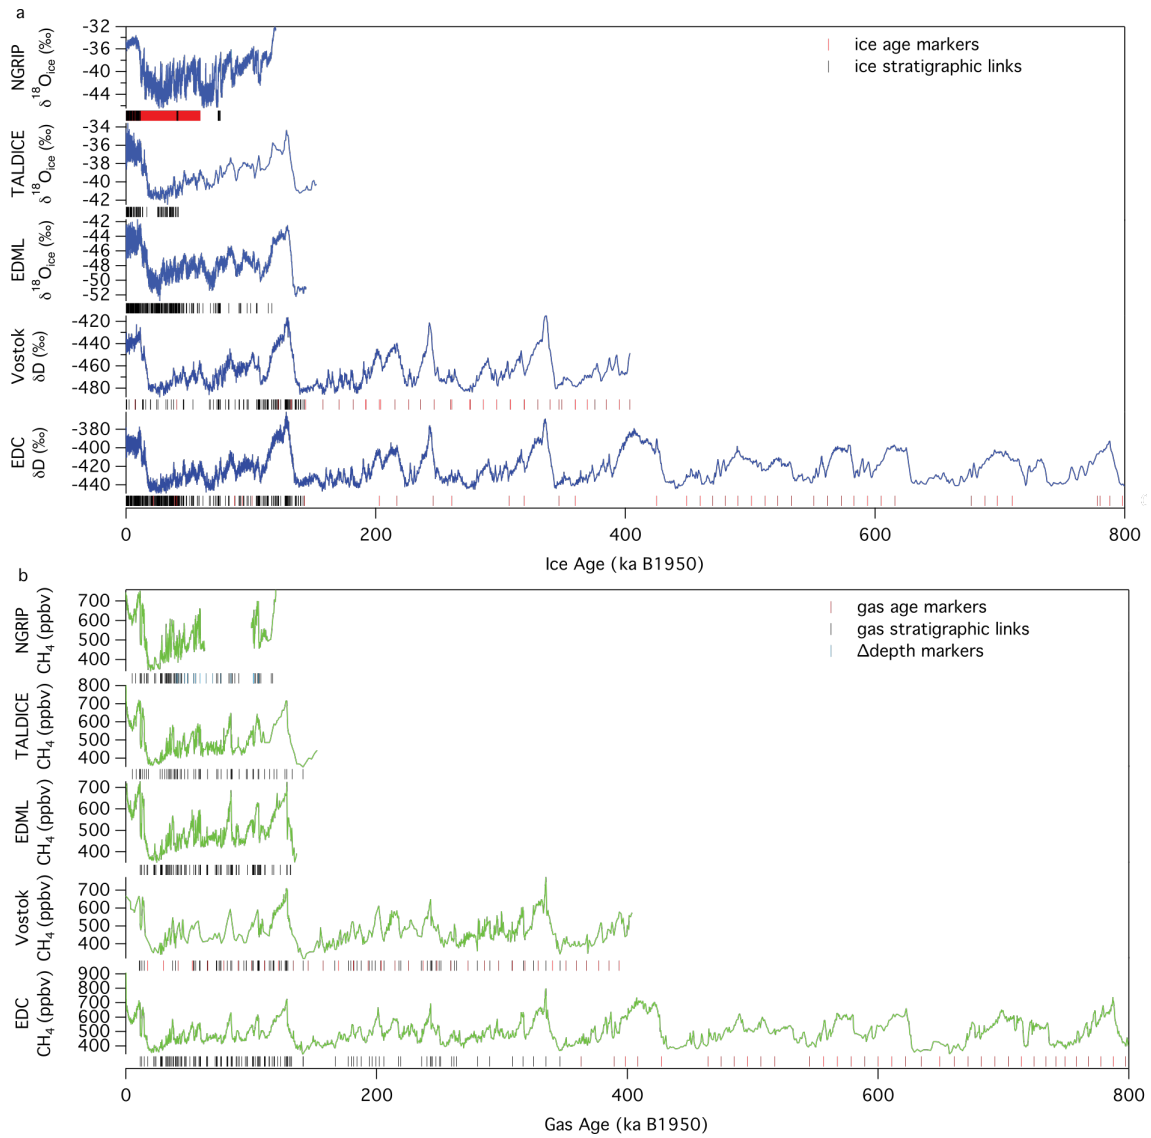 a
-32
-36
-40
-44
NGRIP
δ18Oice (‰)
ice age markers
ice stratigraphic links
-34
-36
-38
-40
-42
TALDICE
δ18Oice (‰)
-42
-44
-46
-48
-50
-52
EDML
δ18Oice (‰)
-420
-440
-460
-480
Vostok
δD (‰)
-380
-400
-420
-440
EDC
δD (‰)
0 200 400 600 800
Ice Age (ka B1950)
b
700
600
500
400
NGRIP
CH4 (ppbv)
gas age markers
gas stratigraphic links
Δdepth markers
800
700
600
500
400
TALDICE
CH4 (ppbv)
700
600
500
400
EDML
CH4 (ppbv)
700
600
500
400
Vostok
CH4 (ppbv)
900
800
700
600
500
400
EDC
CH4 (ppbv)
0 200 400 600 800
Gas Age (ka B1950)